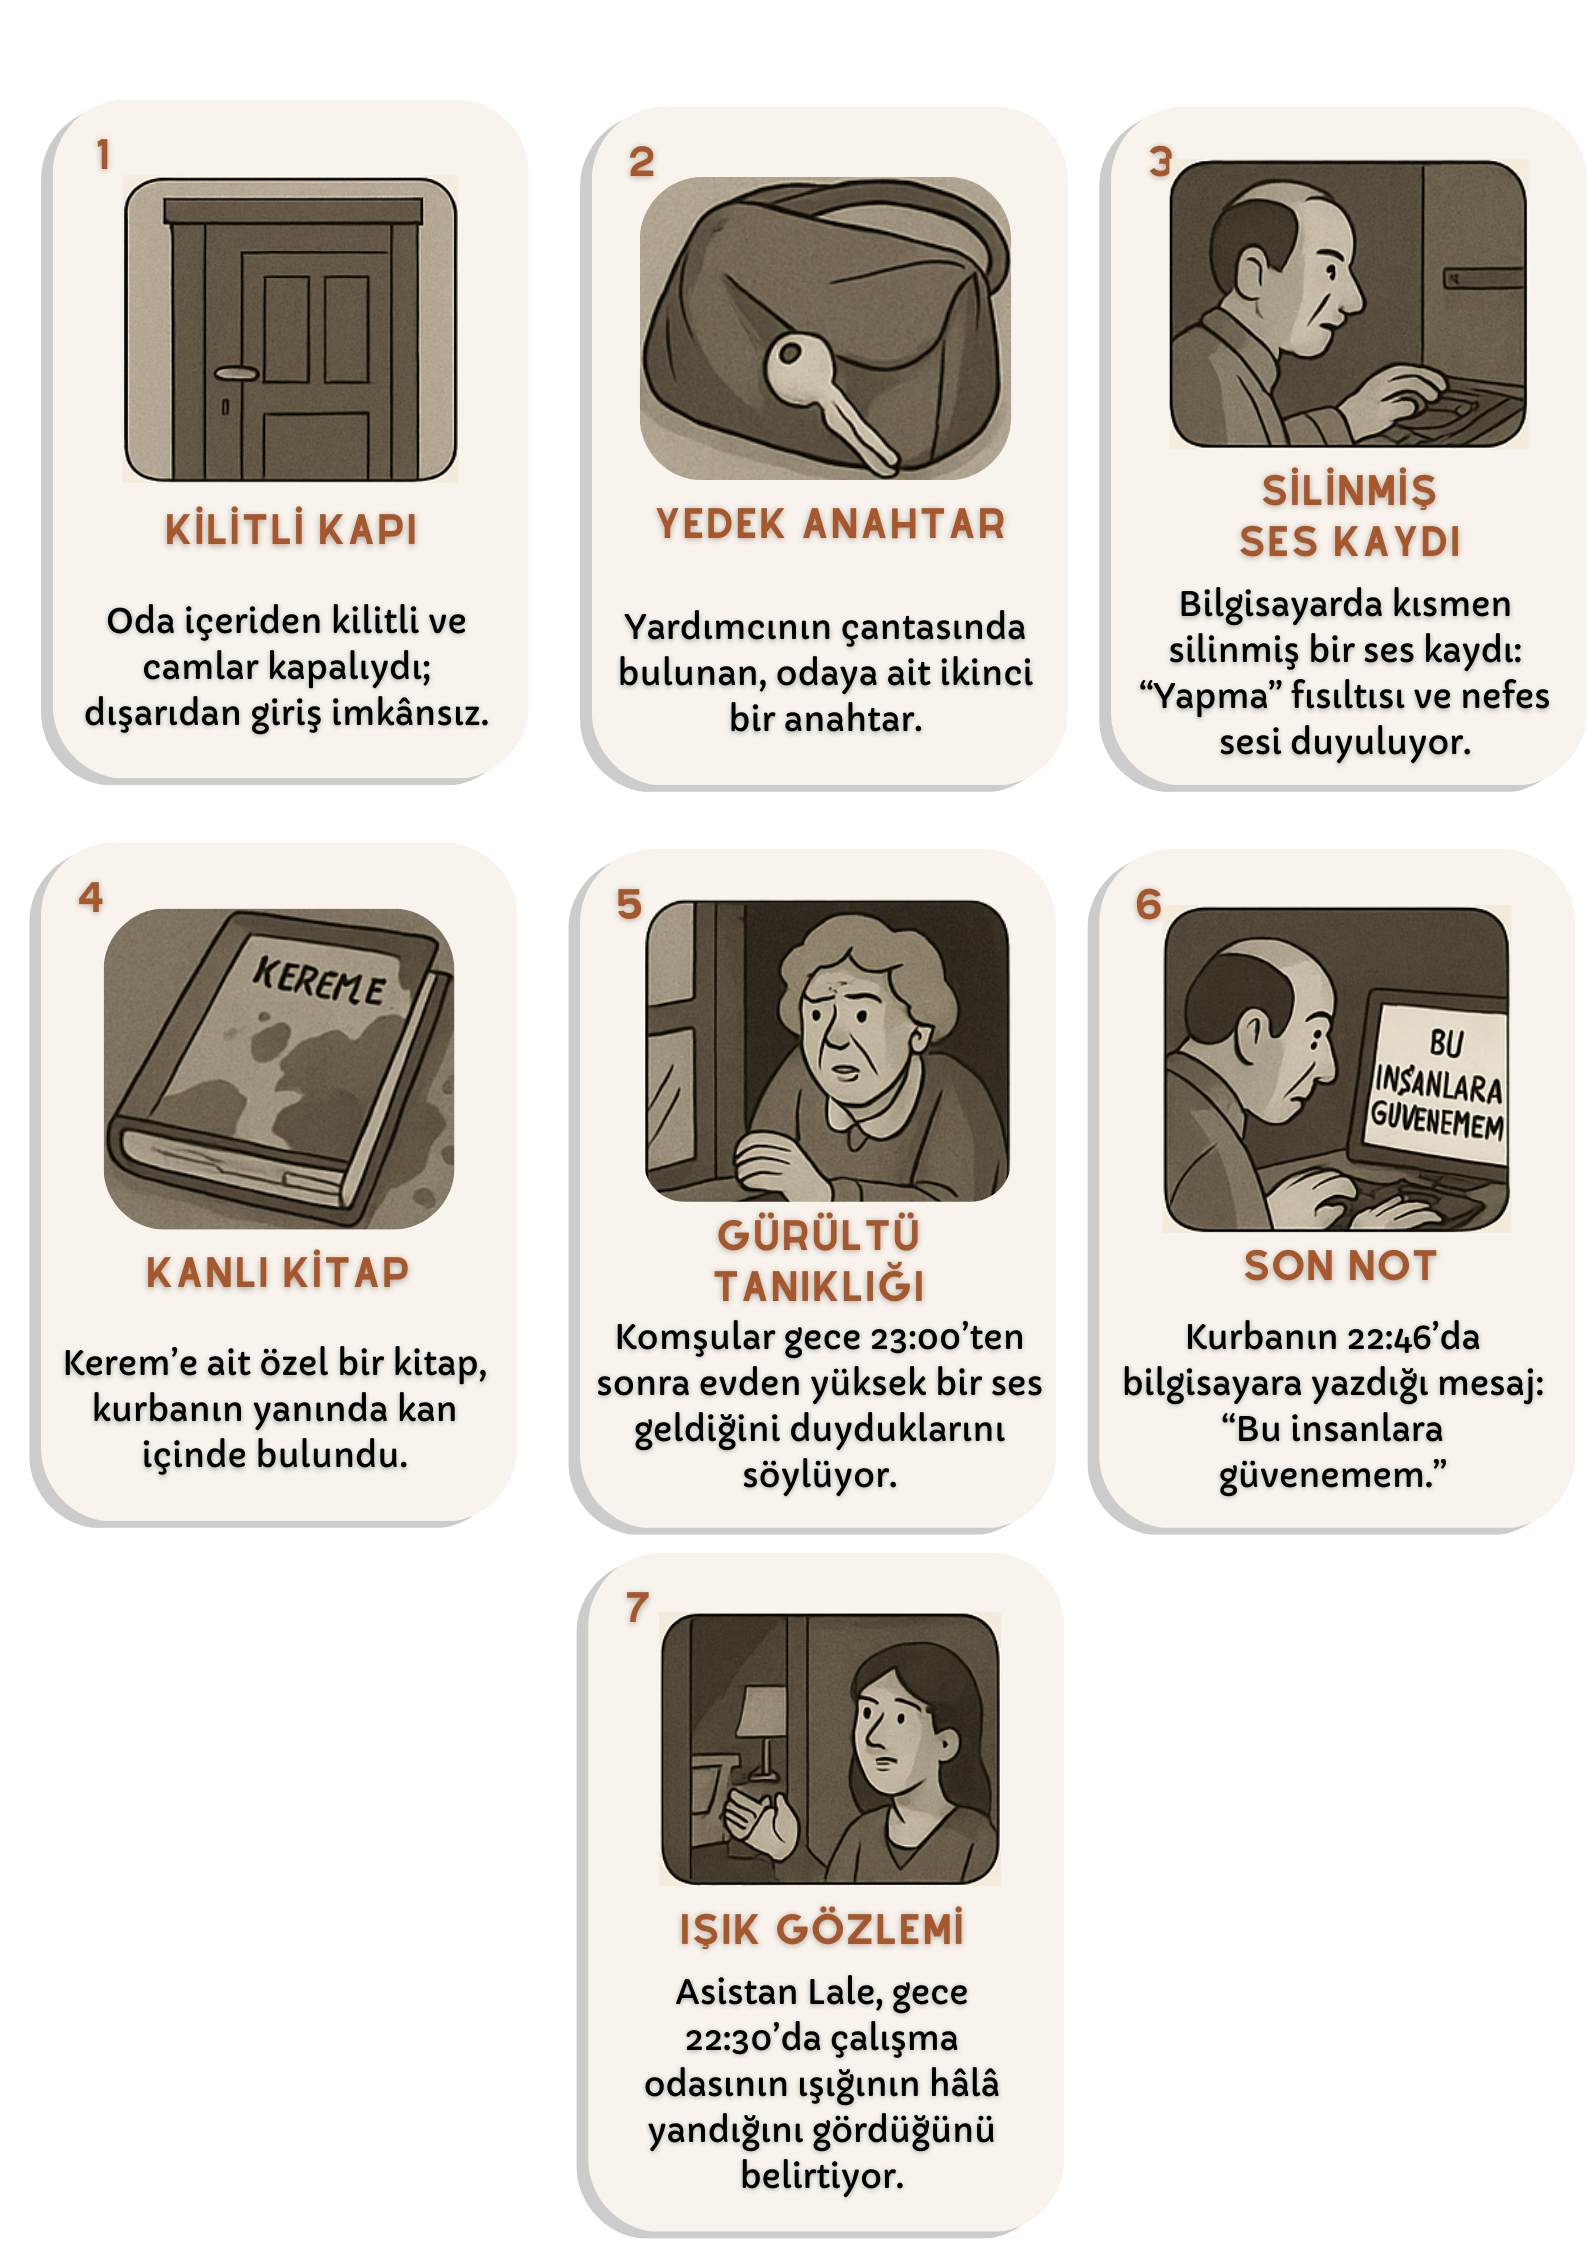 1
KİLİTLİ KAPI
Oda içeriden kilitli ve
camlar kapalıydı;
dışarıdan giriş imkânsız.
2
YEDEK ANAHTAR
Yardımcının çantasında
bulunan, odaya ait ikinci
bir anahtar.
3
SİLİNMİŞ
SES KAYDI
Bilgisayarda kısmen
silinmiş bir ses kaydı:
“Yapma” fısıltısı ve nefes
sesi duyuluyor.
4
KEREME
KANLI KİTAP
Kerem’e ait özel bir kitap,
kurbanın yanında kan
içinde bulundu.
5
GÜRÜLTÜ
TANIKLIĞI
Komşular gece 23:00’ten
sonra evden yüksek bir ses
geldiğini duyduklarını
söylüyor.
6
BU
INSANLARA
GUVENEMEM
SON NOT
Kurbanın 22:46’da
bilgisayara yazdığı mesaj:
“Bu insanlara
güvenemem.”
7
IŞIK GÖZLEMİ
Asistan Lale, gece
22:30’da çalışma
odasının ışığının hâlâ
yandığını gördüğünü
belirtiyor.